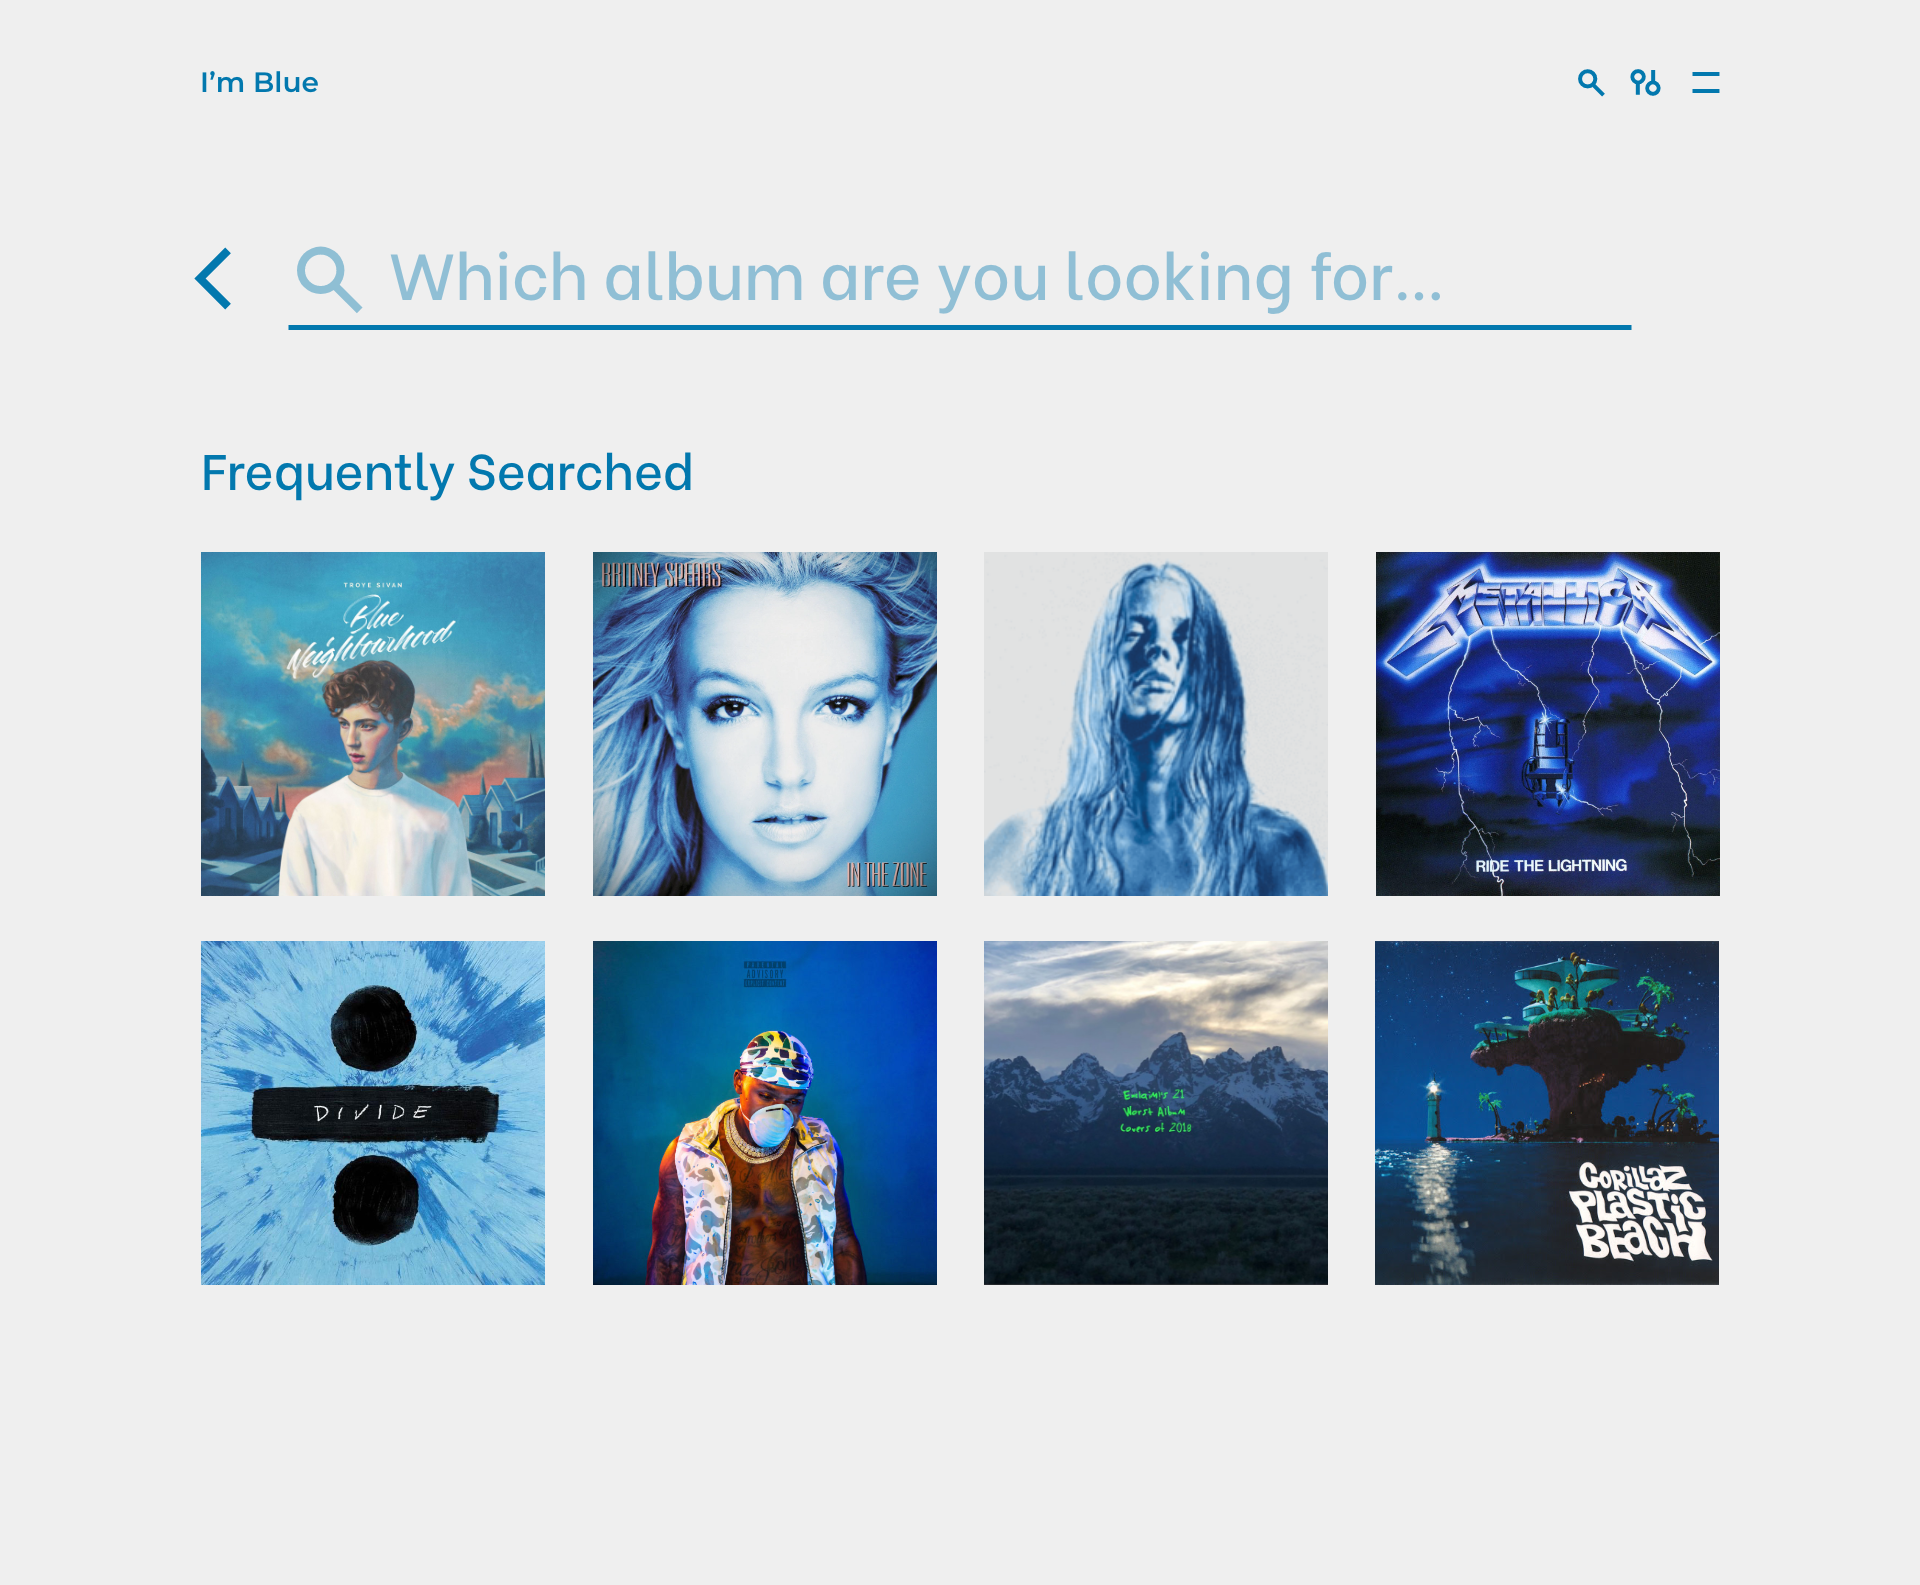 I'm Blue
Which album are you looking for...
Frequently Searched
TROYE SIVAN
Blue
Neighbourhood
BRITNEY SPEARS
IN THE ZONE
METALLICA
RIDE THE LIGHTNING
DIVIDE
PARENTAL
ADVISORY
EXPLICIT CONTENT
21
Worst Album
Covers of 2018
GORILLAZ
PLASTIC
BEACH